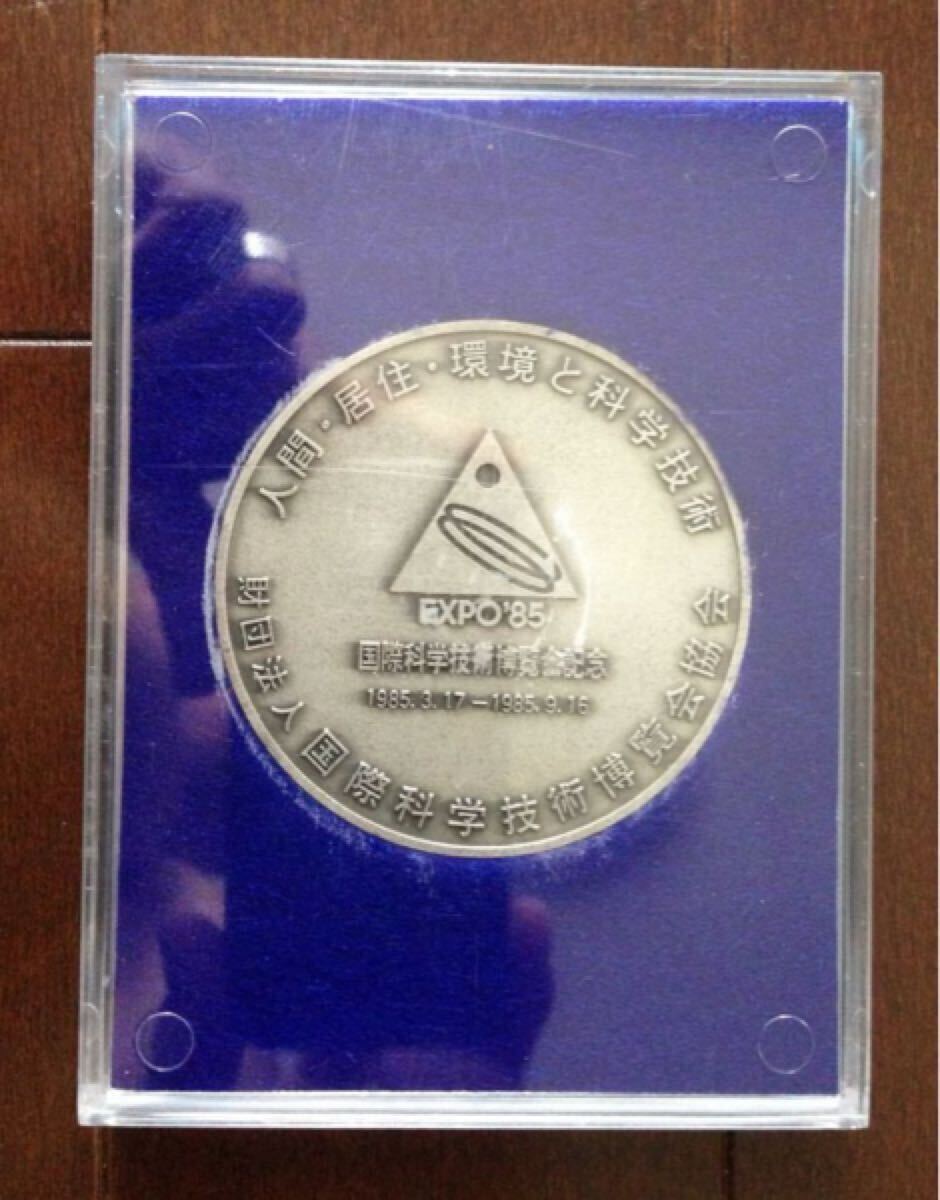 人間・居住・環境と科学技術
EXPO'85
国際科学技術博覧会記念
1985.3.17－1985.9.16
財団法人国際科学技術博覧会協会